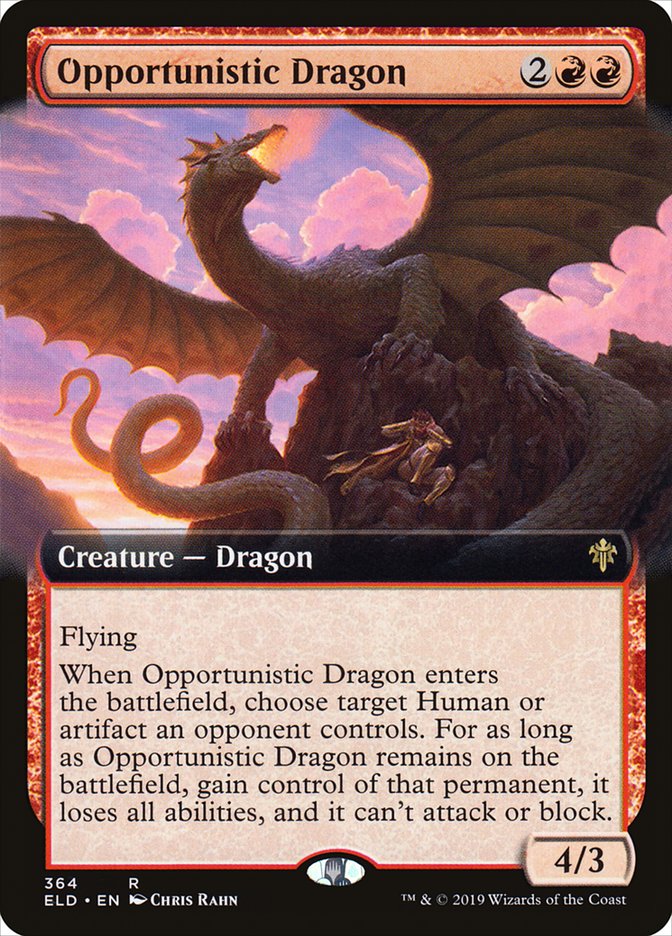 Opportunistic Dragon 2
Creature — Dragon
Flying
When Opportunistic Dragon enters
the battlefield, choose target Human or
artifact an opponent controls. For as long
as Opportunistic Dragon remains on the
battlefield, gain control of that permanent, it
loses all abilities, and it can't attack or block.
4/3
364 R
ELD • EN Chris Rahn
™ & © 2019 Wizards of the Coast